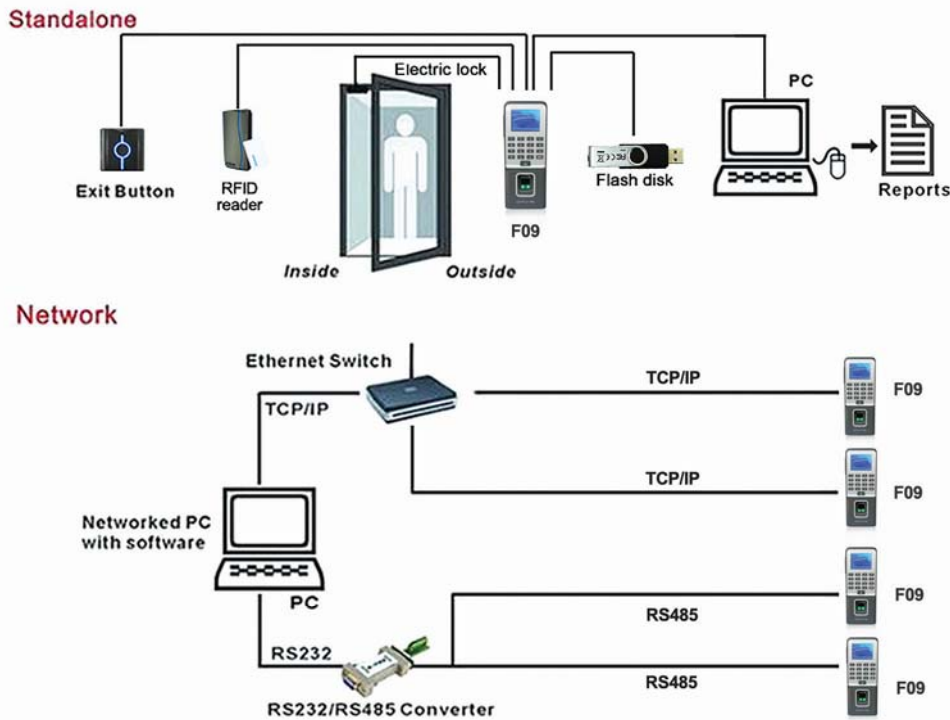 Standalone
Electric lock
PC
Exit Button
RFID
reader
F09
Flash disk
Reports
Inside
Outside
Network
Ethernet Switch
TCP/IP
TCP/IP
F09
TCP/IP
F09
Networked PC
with software
PC
RS485
F09
RS232
RS485
F09
RS232/RS485 Converter